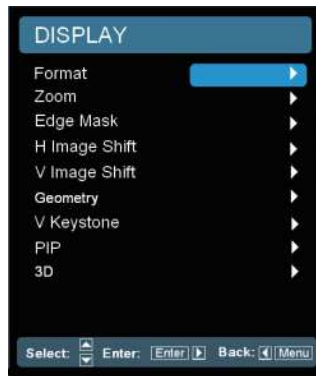 DISPLAY
Format
Zoom
Edge Mask
H Image Shift
V Image Shift
Geometry
V Keystone
PIP
3D
Select: Enter: Enter Back: Menu